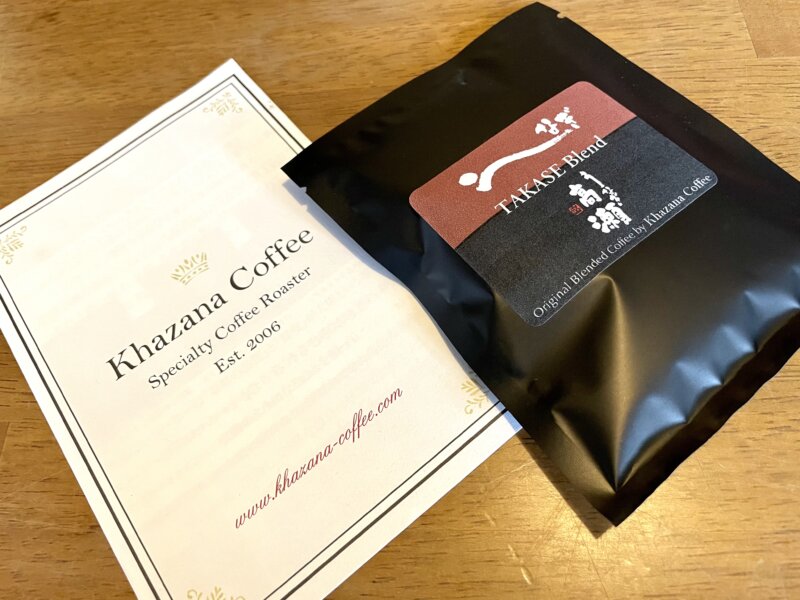 Khazana Coffee
Specialty Coffee Roaster
Est. 2006
www.khazana-coffee.com
TAKASE Blend
高瀬
Original Blended Coffee by Khazana Coffee